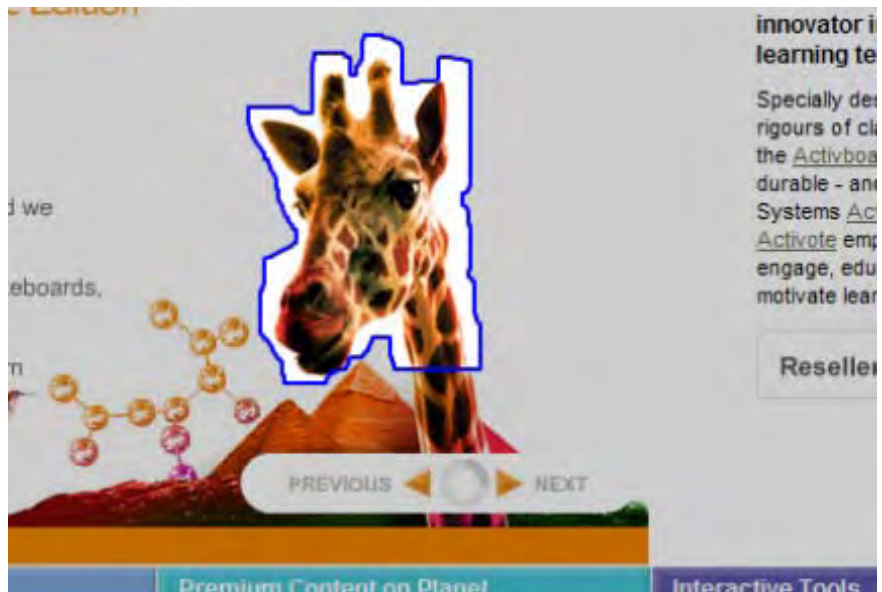 Edition
d we
eboards,
m
innovator i
learning te
Specially des
rigours of cla
the Activboa
durable - and
Systems Act
Activote emp
engage, edu
motivate lear
Reseller
PREVIOUS
NEXT
Premium Content on Planet
Interactive Tools